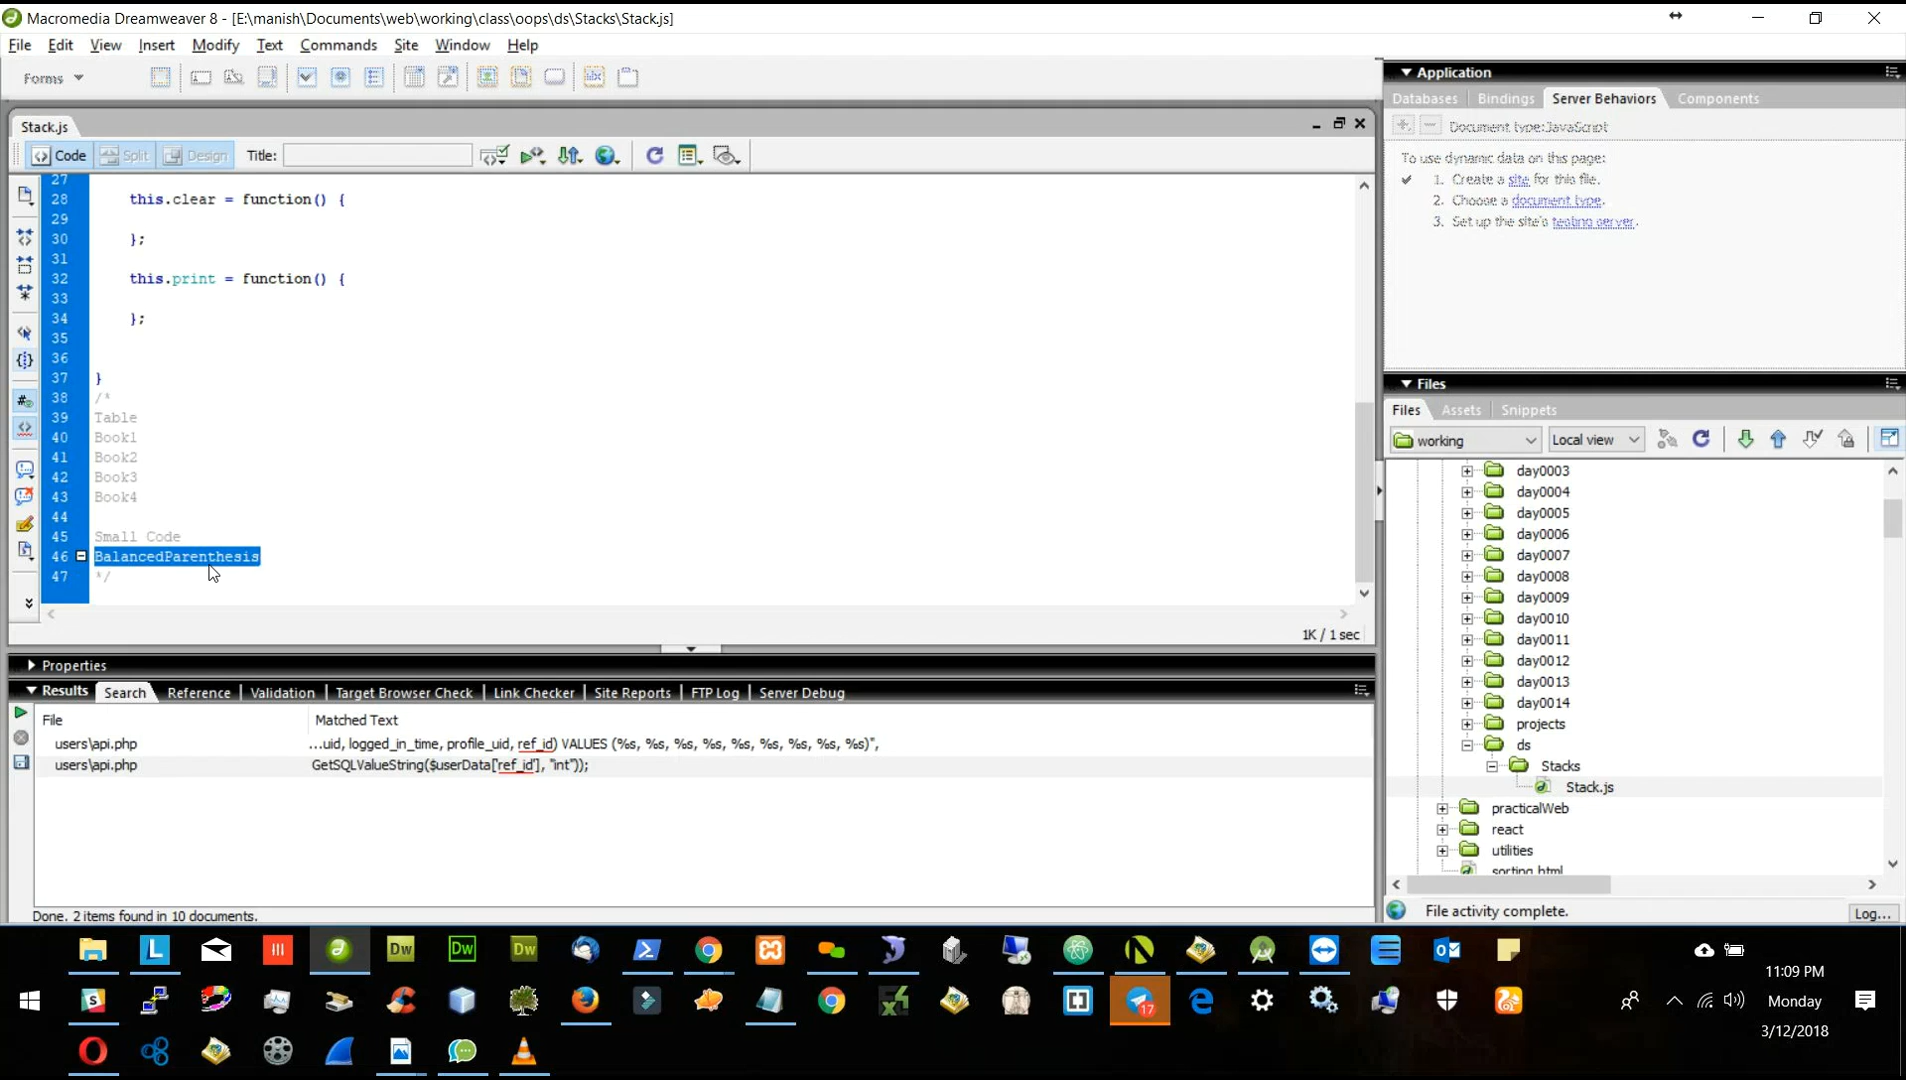 Macromedia Dreamweaver 8 - [E:\manish\Documents\web\working\class\oops\ds\Stacks\Stack.js]
File Edit View Insert Modify Text Commands Site Window Help
Forms
Stack.js
Code Split Design Title:
27
28 this.clear = function() {
29
30 };
31
32 this.print = function() {
33
34 };
35
36
37 }
38 /*
39 Table
40 Book1
41 Book2
42 Book3
43 Book4
44
45 Small Code
46 BalancedParenthesis
47 */
1K / 1 sec
Properties
Results Search Reference Validation Target Browser Check Link Checker Site Reports FTP Log Server Debug
File Matched Text
users\api.php ...uid, logged_in_time, profile_uid, ref_id) VALUES (%s, %s, %s, %s, %s, %s, %s, %s, %s)",
users\api.php GetSQLValueString($userData['ref_id'], "int"));
Done. 2 items found in 10 documents.
Application
Databases Bindings Server Behaviors Components
Document type:JavaScript
To use dynamic data on this page:
1. Create a site for this file.
2. Choose a document type.
3. Set up the site's testing server.
Files
Files Assets Snippets
working Local view
day0003
day0004
day0005
day0006
day0007
day0008
day0009
day0010
day0011
day0012
day0013
day0014
projects
ds
Stacks
Stack.js
practicalWeb
react
utilities
sorting.html
File activity complete.
Log...
L Dw Dw Dw
17
11:09 PM
Monday
3/12/2018